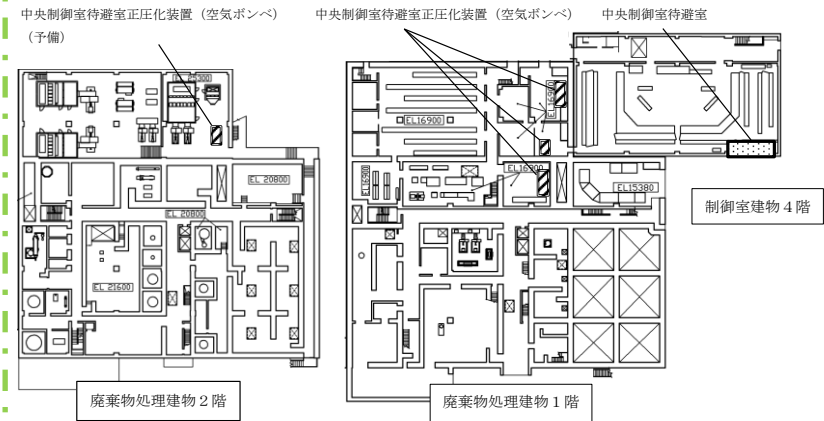 中央制御室待避室正圧化装置（空気ボンベ）
（予備）
中央制御室待避室正圧化装置（空気ボンベ）
中央制御室待避室
EL16900
EL16900
EL16900
EL16900
EL15380
EL 20800
EL 20800
EL 21600
制御室建物４階
廃棄物処理建物２階
廃棄物処理建物１階